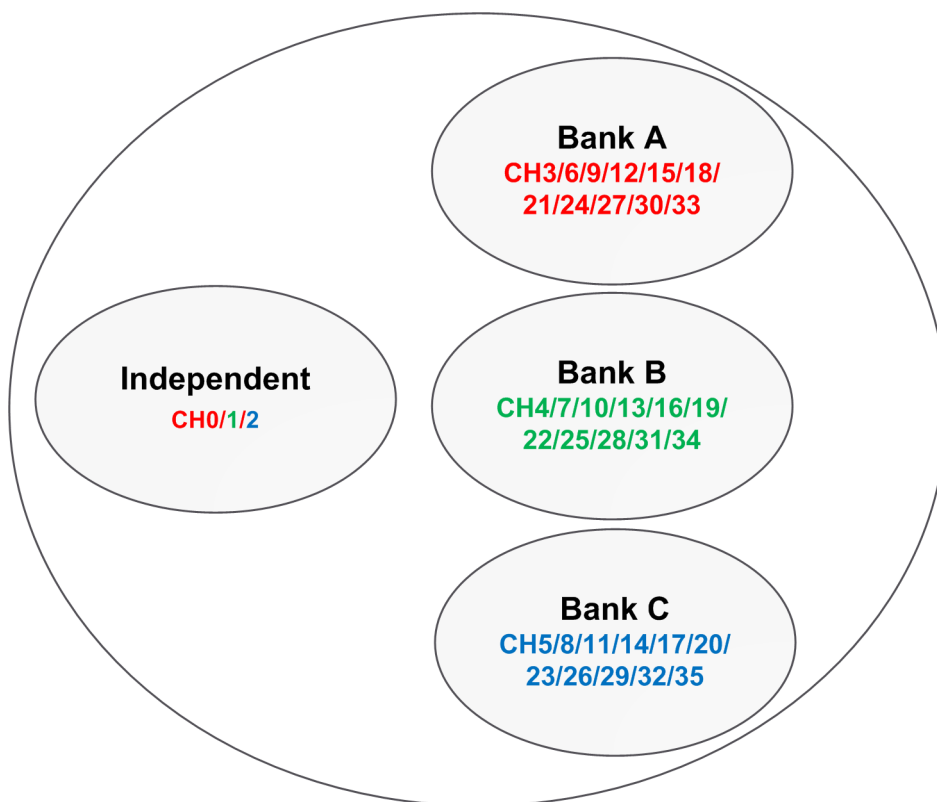 Bank A
CH3/6/9/12/15/18/
21/24/27/30/33
Independent
CH0/1/2
Bank B
CH4/7/10/13/16/19/
22/25/28/31/34
Bank C
CH5/8/11/14/17/20/
23/26/29/32/35